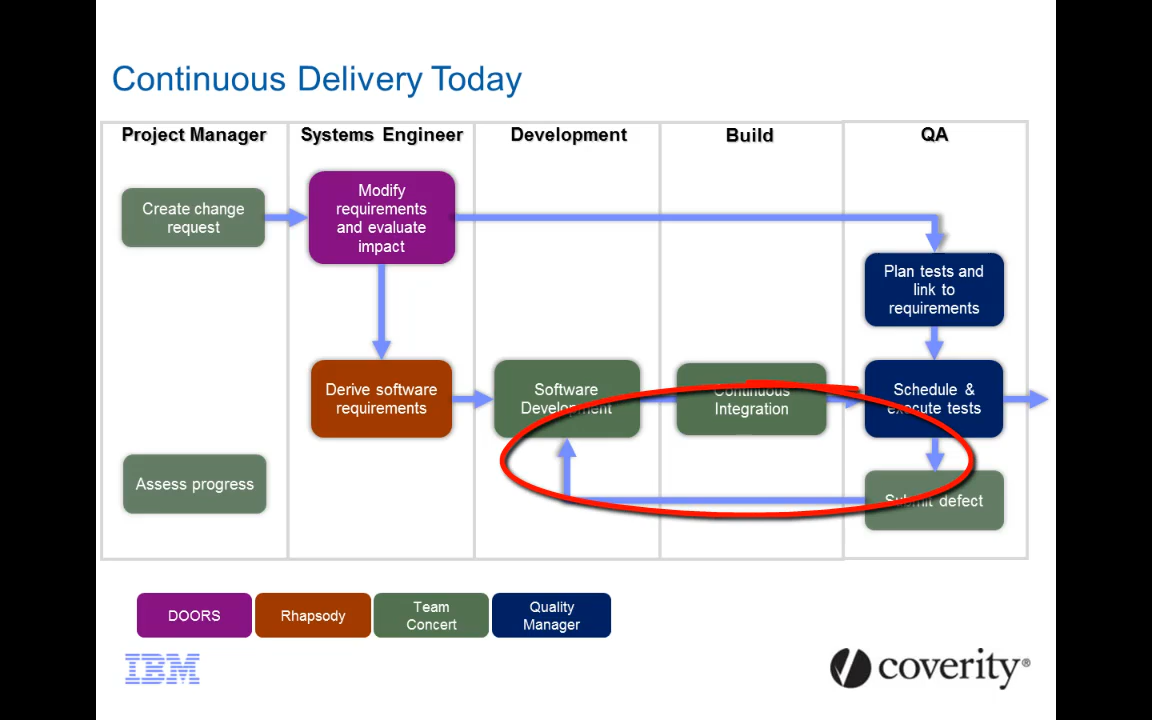 Continuous Delivery Today
Project Manager
Systems Engineer
Development
Build
QA
Create change
request
Modify
requirements
and evaluate
impact
Plan tests and
link to
requirements
Derive software
requirements
Software
Development
Continuous
Integration
Schedule &
execute tests
Assess progress
Submit defect
DOORS
Rhapsody
Team
Concert
Quality
Manager
IBM
coverity®